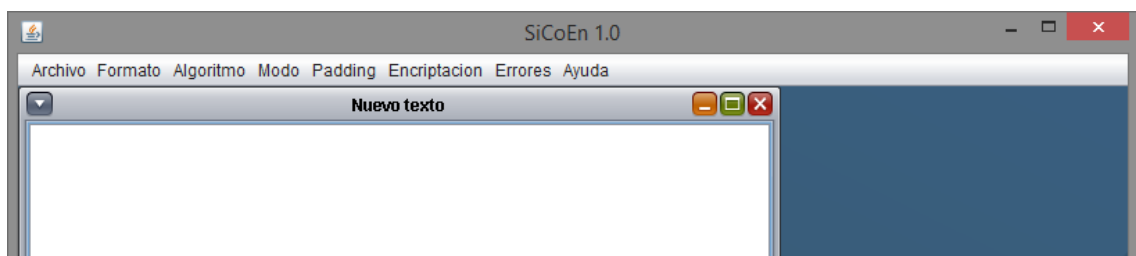 SiCoEn 1.0
Archivo Formato Algoritmo Modo Padding Encriptacion Errores Ayuda
Nuevo texto